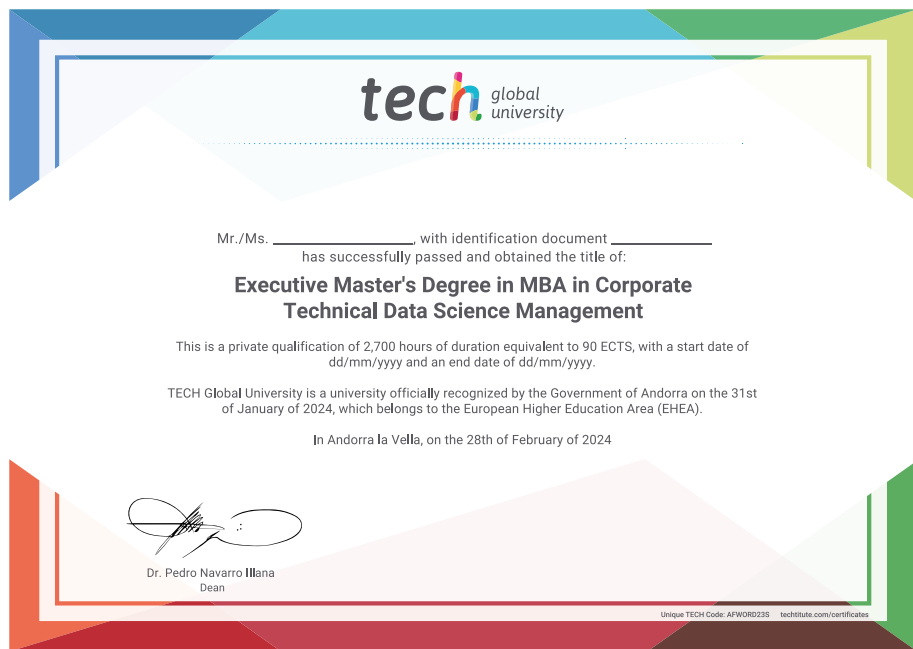 tech global university
Mr./Ms. ____________________, with identification document ______________
has successfully passed and obtained the title of:
Executive Master's Degree in MBA in Corporate
Technical Data Science Management
This is a private qualification of 2,700 hours of duration equivalent to 90 ECTS, with a start date of
dd/mm/yyyy and an end date of dd/mm/yyyy.
TECH Global University is a university officially recognized by the Government of Andorra on the 31st
of January of 2024, which belongs to the European Higher Education Area (EHEA).
In Andorra la Vella, on the 28th of February of 2024
Dr. Pedro Navarro Illana
Dean
Unique TECH Code: AFWORD23S techtitute.com/certificates